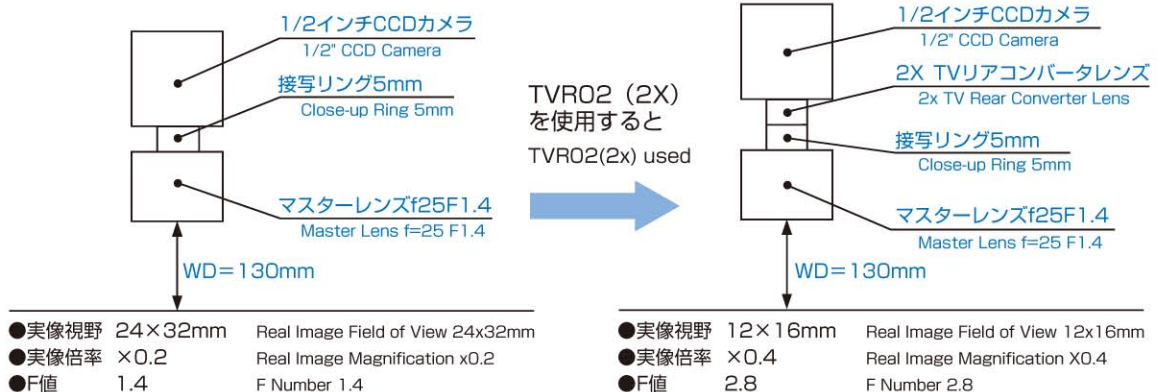 1/2インチCCDカメラ
1/2" CCD Camera
接写リング5mm
Close-up Ring 5mm
マスターレンズf25F1.4
Master Lens f=25 F1.4
WD=130mm
●実像視野 24×32mm Real Image Field of View 24x32mm
●実像倍率 ×0.2 Real Image Magnification x0.2
●F値 1.4 F Number 1.4
TVR02（2X）
を使用すると
TVR02(2x) used
1/2インチCCDカメラ
1/2" CCD Camera
2X TVリアコンバータレンズ
2x TV Rear Converter Lens
接写リング5mm
Close-up Ring 5mm
マスターレンズf25F1.4
Master Lens f=25 F1.4
WD=130mm
●実像視野 12×16mm Real Image Field of View 12x16mm
●実像倍率 ×0.4 Real Image Magnification X0.4
●F値 2.8 F Number 2.8